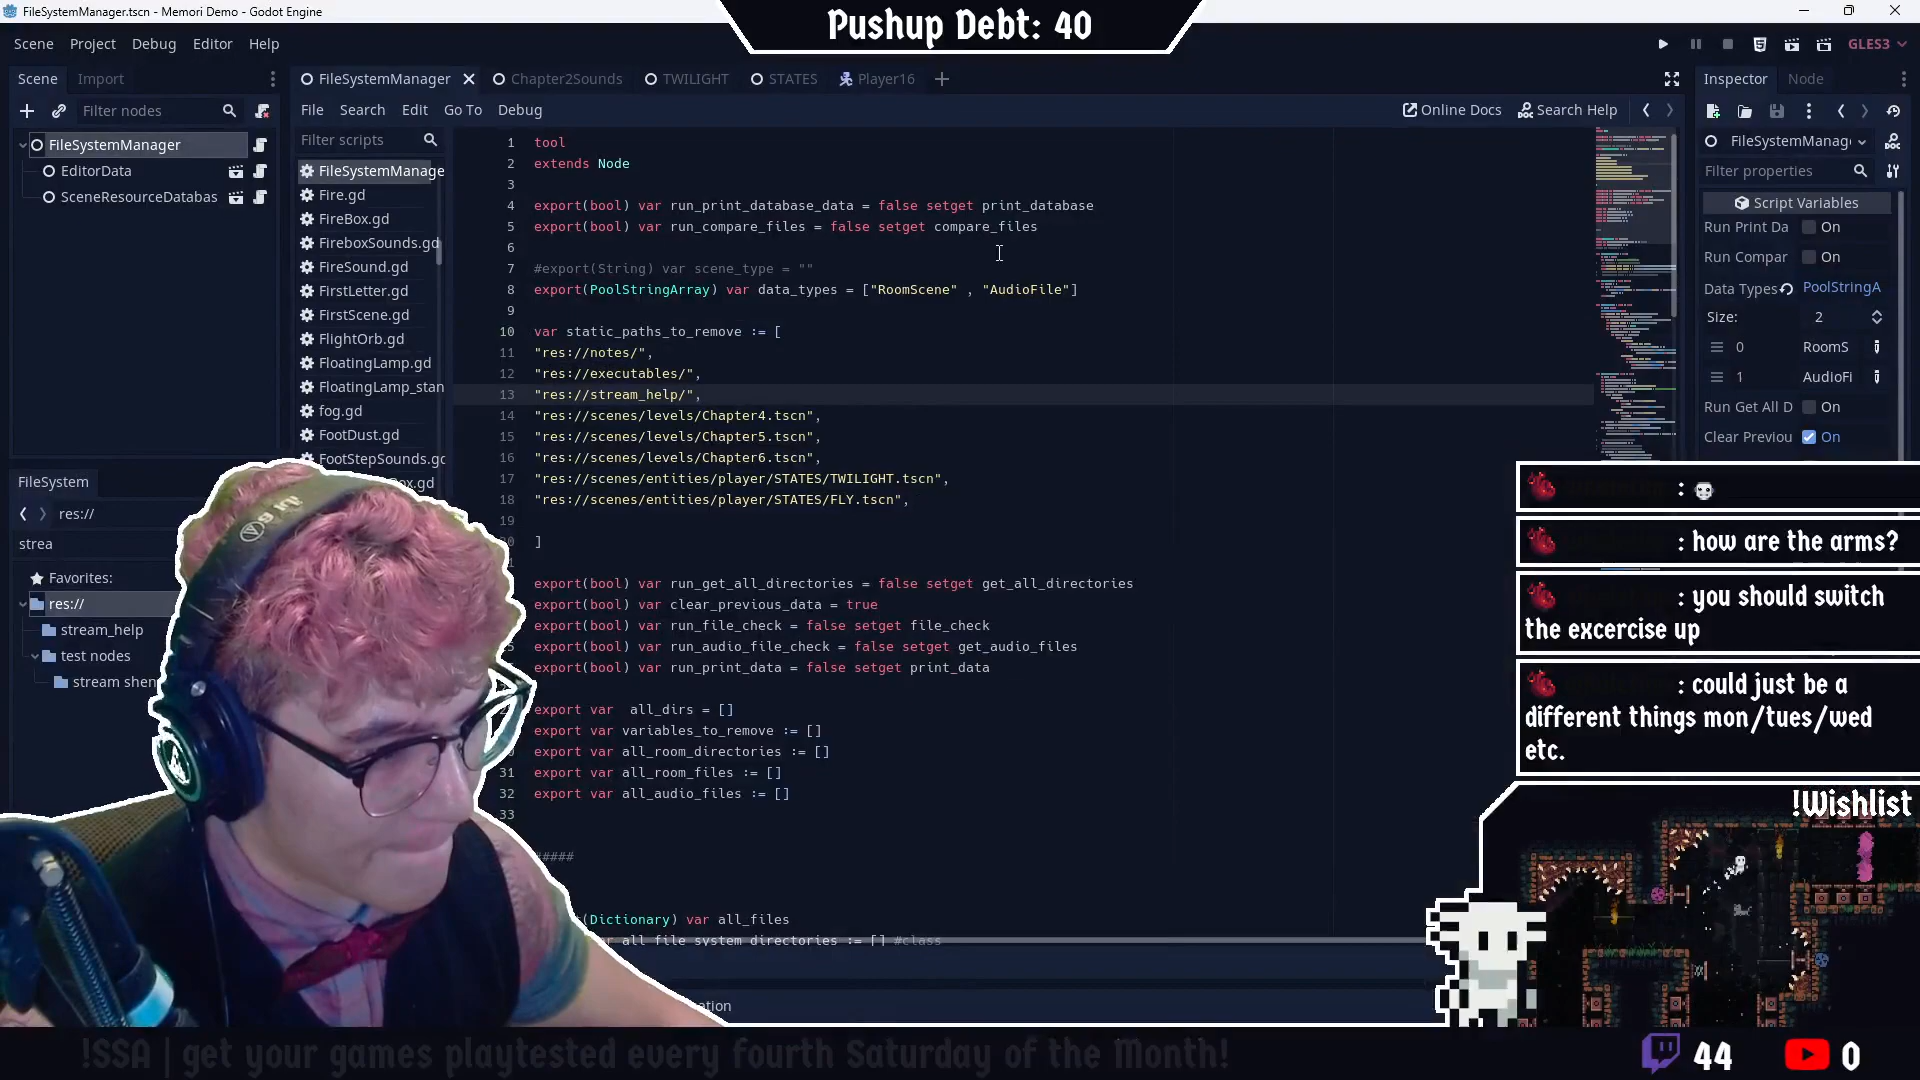 FileSystemManager.tscn - Memori Demo - Godot Engine
Pushup Debt: 40
Scene Project Debug Editor Help
GLES3
Scene Import
FileSystemManager Chapter2Sounds TWILIGHT STATES Player16
Inspector Node
Filter nodes
File Search Edit Go To Debug
Online Docs Search Help
FileSystemManager
EditorData
SceneResourceDatabas
Filter scripts
FileSystemManage
Fire.gd
FireBox.gd
FireboxSounds.gd
FIreSound.gd
FirstLetter.gd
FirstScene.gd
FlightOrb.gd
FloatingLamp.gd
FloatingLamp_stan
fog.gd
FootDust.gd
FootStepSounds.gd
ox.gd
1 tool
2 extends Node
3
4 export(bool) var run_print_database_data = false setget print_database
5 export(bool) var run_compare_files = false setget compare_files
6
7 #export(String) var scene_type = ""
8 export(PoolStringArray) var data_types = ["RoomScene" , "AudioFile"]
9
10 var static_paths_to_remove := [
11 "res://notes/",
12 "res://executables/",
13 "res://stream_help/",
14 "res://scenes/levels/Chapter4.tscn",
15 "res://scenes/levels/Chapter5.tscn",
16 "res://scenes/levels/Chapter6.tscn",
17 "res://scenes/entities/player/STATES/TWILIGHT.tscn",
18 "res://scenes/entities/player/STATES/FLY.tscn",
19
]
export(bool) var run_get_all_directories = false setget get_all_directories
export(bool) var clear_previous_data = true
export(bool) var run_file_check = false setget file_check
export(bool) var run_audio_file_check = false setget get_audio_files
export(bool) var run_print_data = false setget print_data
export var  all_dirs = []
export var variables_to_remove := []
export var all_room_directories := []
31 export var all_room_files := []
32 export var all_audio_files := []
33
#####
(Dictionary) var all_files
all_file_system_directories := [] #class
ation
FileSystemManag
Filter properties
Script Variables
Run Print Da On
Run Compar On
Data Types PoolStringA
Size: 2
0 RoomS
1 AudioFi
Run Get All D On
Clear Previou On
FileSystem
res://
strea
Favorites:
res://
stream_help
test nodes
stream shen
:
: how are the arms?
: you should switch
the excercise up
: could just be a
different things mon/tues/wed
etc.
!Wishlist
!SSA | get your games playtested every fourth Saturday of the Month!
44
0